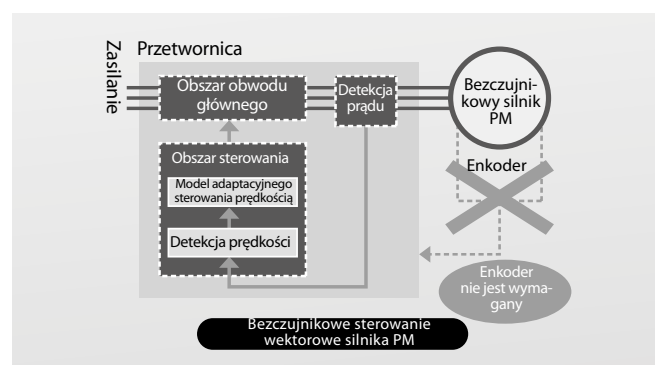 Zasilanie
Przetwornica
Obszar obwodu
głównego
Detekcja
prądu
Bezczujni-
kowy silnik
PM
Obszar sterowania
Model adaptacyjnego
sterowania prędkością
Detekcja prędkości
Enkoder
Enkoder
nie jest wyma-
gany
Bezczujnikowe sterowanie
wektorowe silnika PM